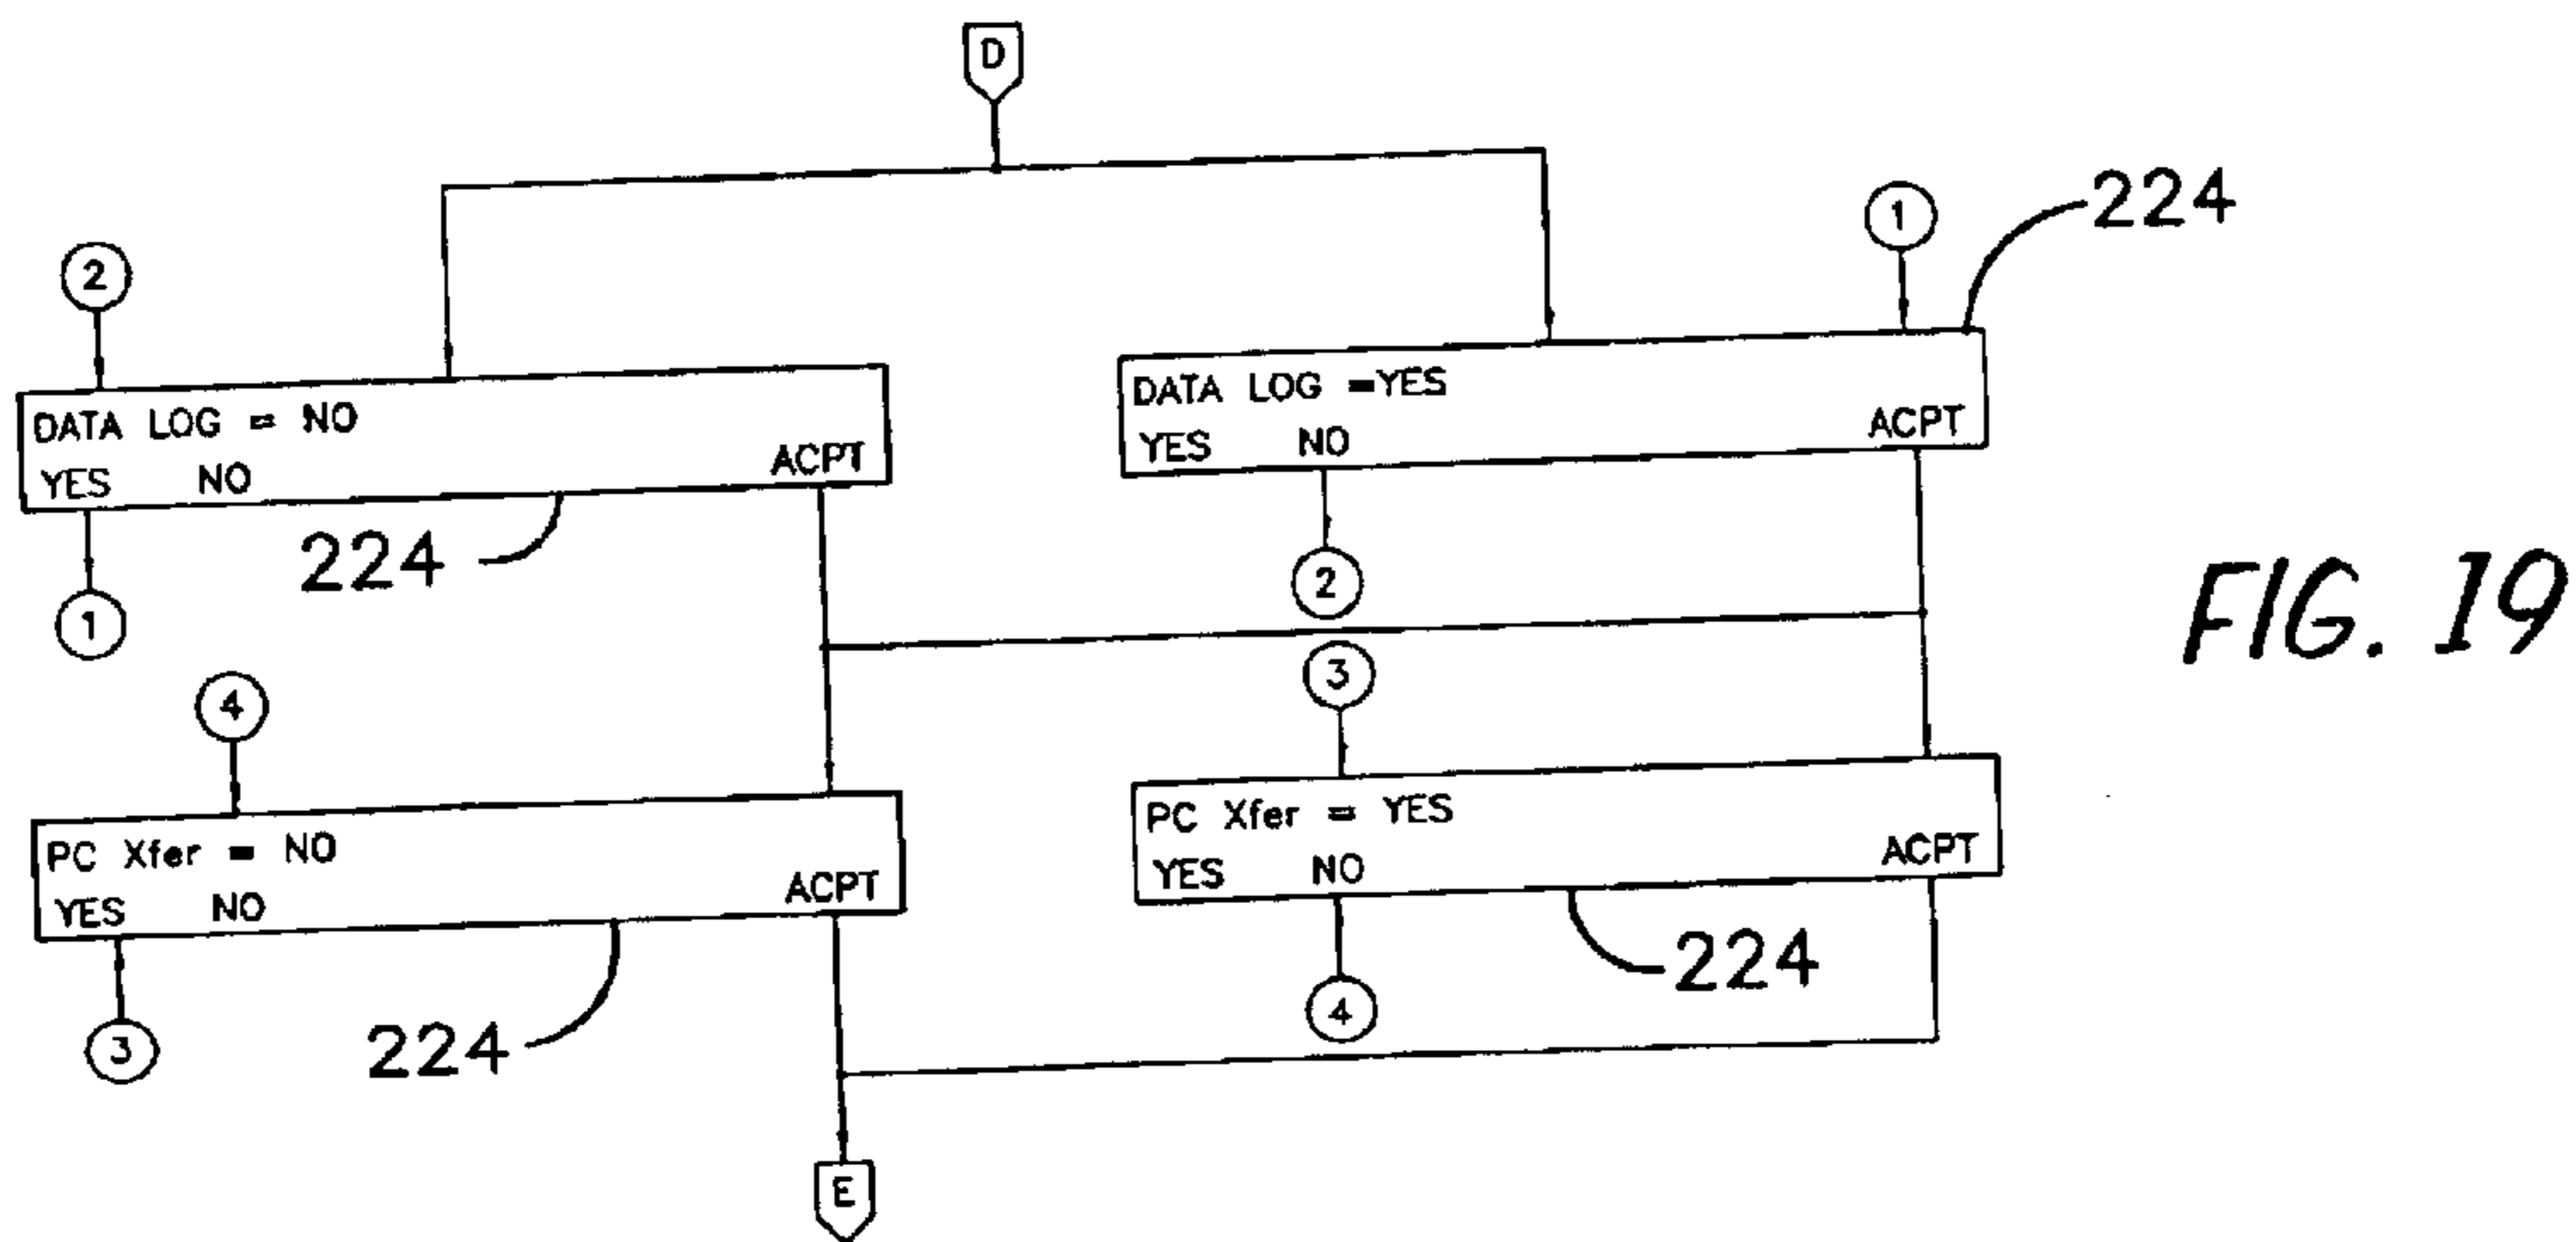 D
1
224
2
DATA LOG = NO
YES NO ACPT
DATA LOG =YES
YES NO ACPT
224
1
2
FIG. 19
4
3
PC Xfer = NO
YES NO ACPT
PC Xfer = YES
YES NO ACPT
3
224
4
224
E